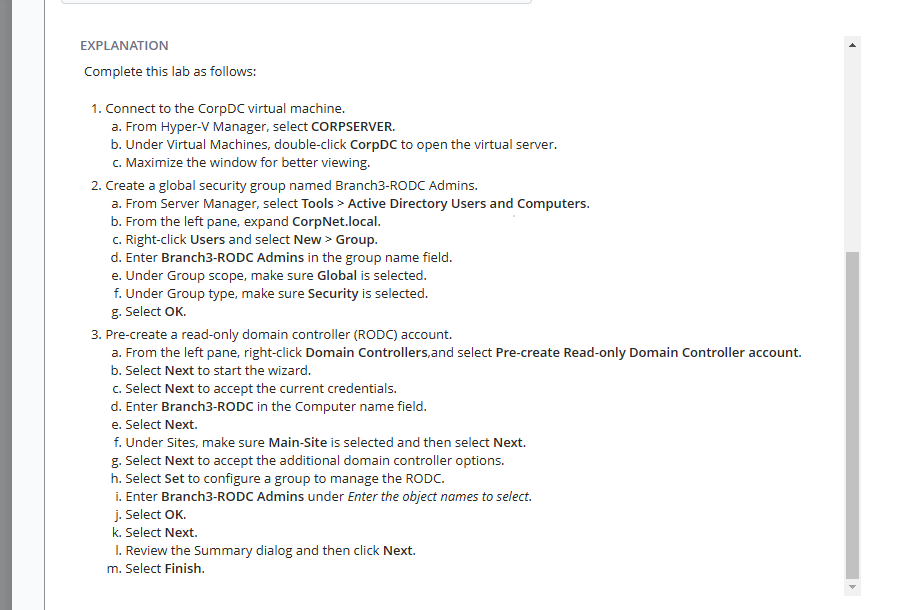 EXPLANATION
Complete this lab as follows:
1. Connect to the CorpDC virtual machine.
a. From Hyper-V Manager, select CORPSERVER.
b. Under Virtual Machines, double-click CorpDC to open the virtual server.
c. Maximize the window for better viewing.
2. Create a global security group named Branch3-RODC Admins.
a. From Server Manager, select Tools > Active Directory Users and Computers.
b. From the left pane, expand CorpNet.local.
c. Right-click Users and select New > Group.
d. Enter Branch3-RODC Admins in the group name field.
e. Under Group scope, make sure Global is selected.
f. Under Group type, make sure Security is selected.
g. Select OK.
3. Pre-create a read-only domain controller (RODC) account.
a. From the left pane, right-click Domain Controllers,and select Pre-create Read-only Domain Controller account.
b. Select Next to start the wizard.
c. Select Next to accept the current credentials.
d. Enter Branch3-RODC in the Computer name field.
e. Select Next.
f. Under Sites, make sure Main-Site is selected and then select Next.
g. Select Next to accept the additional domain controller options.
h. Select Set to configure a group to manage the RODC.
i. Enter Branch3-RODC Admins under Enter the object names to select.
j. Select OK.
k. Select Next.
l. Review the Summary dialog and then click Next.
m. Select Finish.